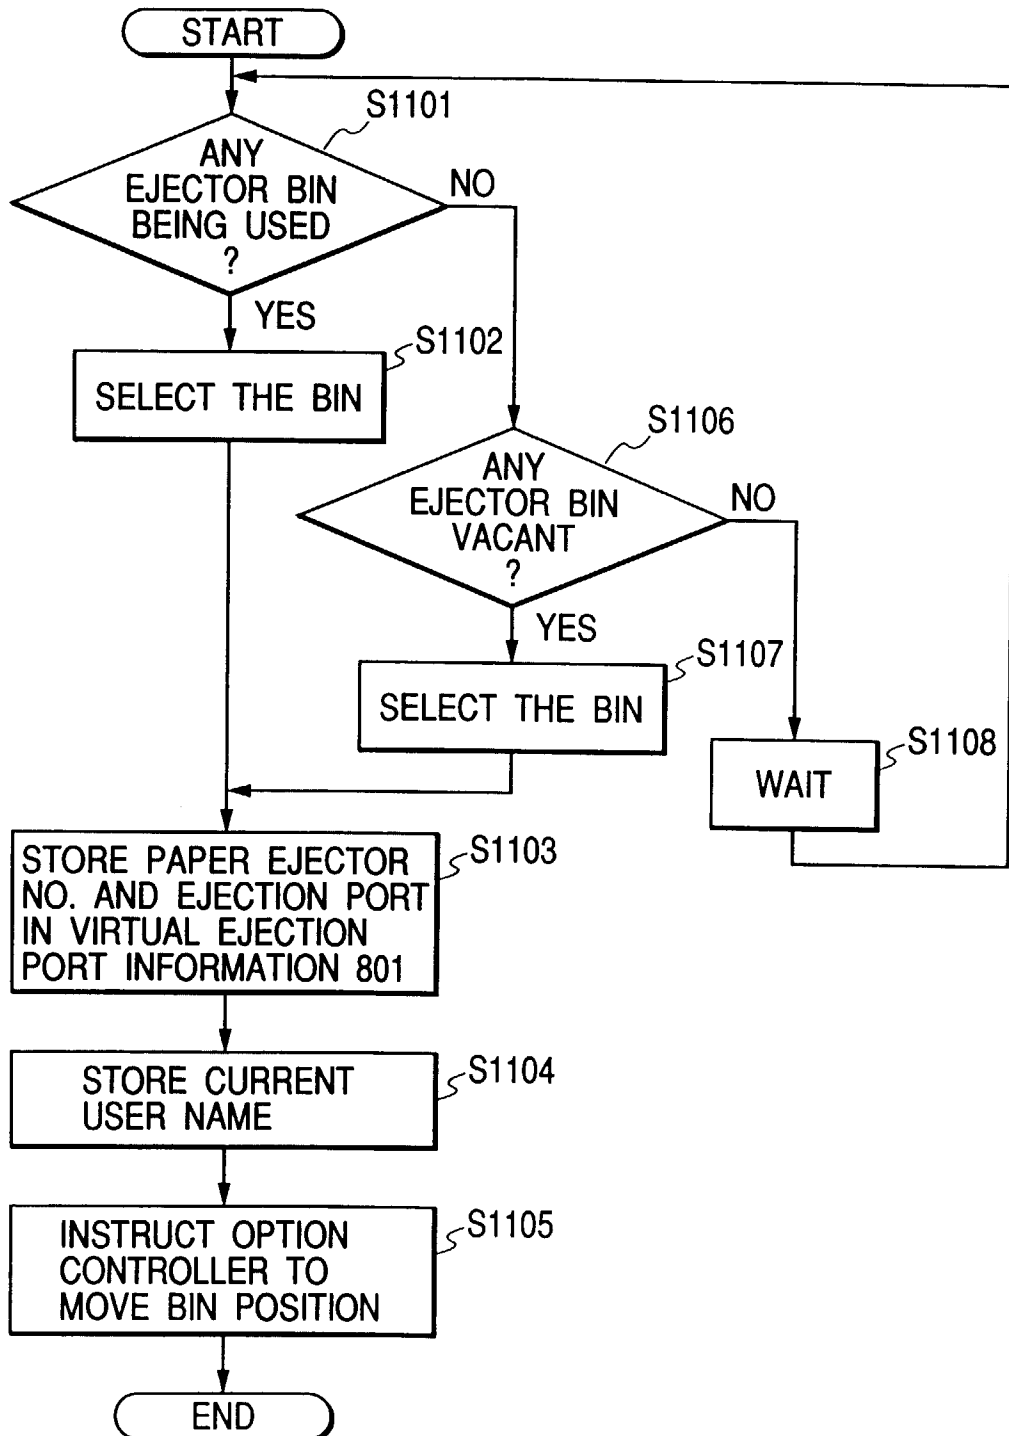 START
S1101
ANY
EJECTOR BIN
BEING USED
?
NO
YES
S1102
SELECT THE BIN
S1106
ANY
EJECTOR BIN
VACANT
?
NO
YES
S1107
SELECT THE BIN
S1108
WAIT
S1103
STORE PAPER EJECTOR
NO. AND EJECTION PORT
IN VIRTUAL EJECTION
PORT INFORMATION 801
S1104
STORE CURRENT
USER NAME
S1105
INSTRUCT OPTION
CONTROLLER TO
MOVE BIN POSITION
END